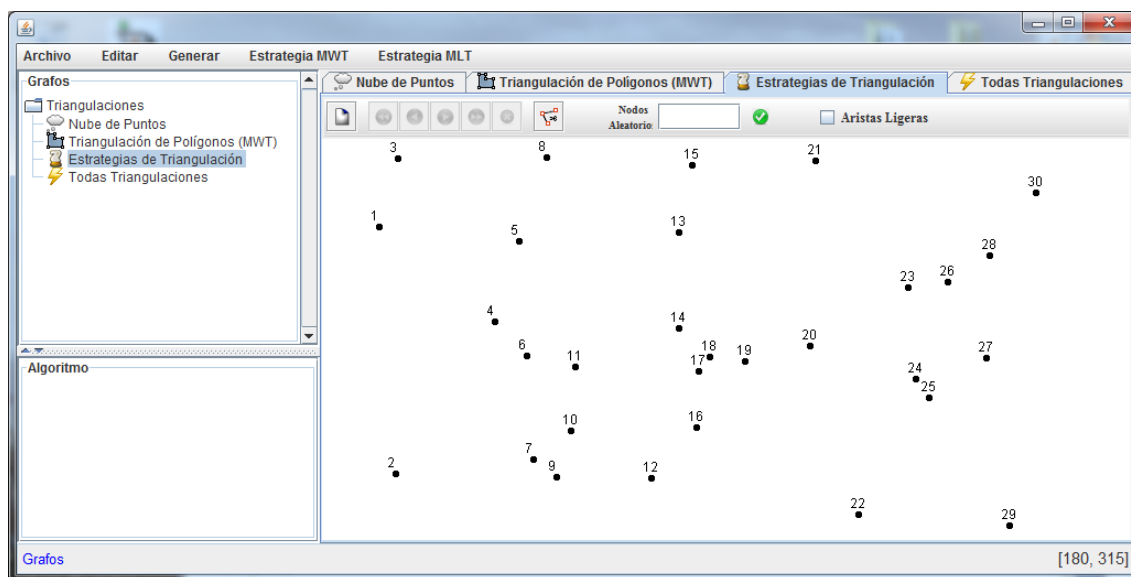 Archivo Editar Generar Estrategia MWT Estrategia MLT
Grafos
Triangulaciones
Nube de Puntos
Triangulación de Polígonos (MWT)
Estrategias de Triangulación
Todas Triangulaciones
Algoritmo
Nube de Puntos Triangulación de Poligonos (MWT) Estrategias de Triangulación Todas Triangulaciones
Nodos
Aleatorio:
Aristas Ligeras
3 8 15 21
30
1 5 13
28
23 26
4 14
20
6 11 17 18 19 27
24
25
10 16
7
2 9 12
22 29
Grafos [180, 315]